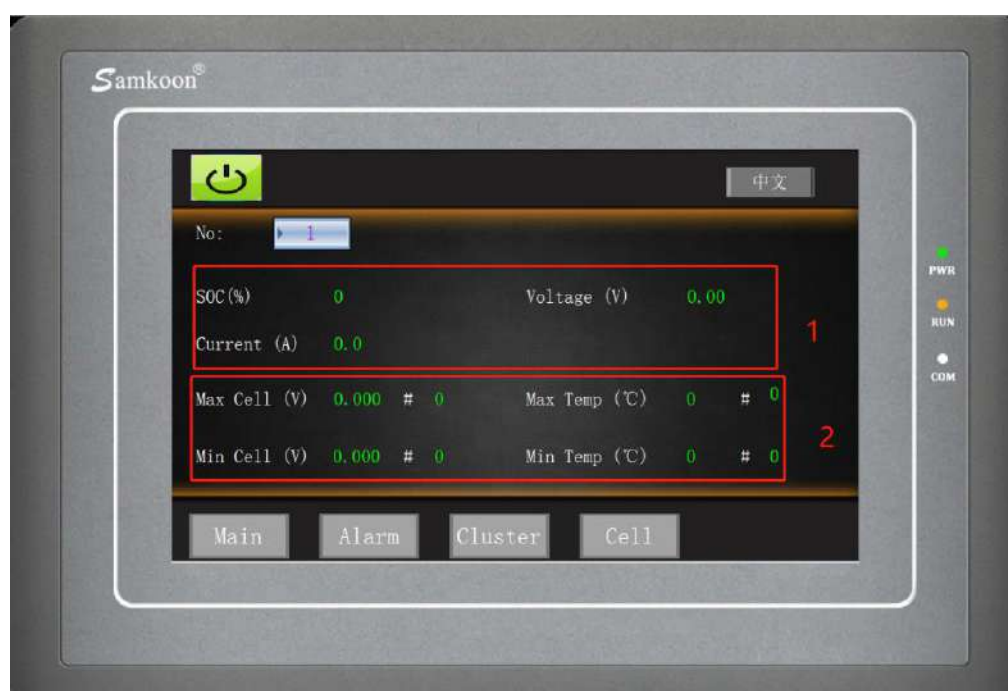 Samkoon®
中文
No: 1
SOC(%) 0 Voltage (V) 0.00
Current (A) 0.0
1
Max Cell (V) 0.000 # 0 Max Temp (℃) 0 # 0
Min Cell (V) 0.000 # 0 Min Temp (℃) 0 # 0
2
Main Alarm Cluster Cell
PWR
RUN
COM